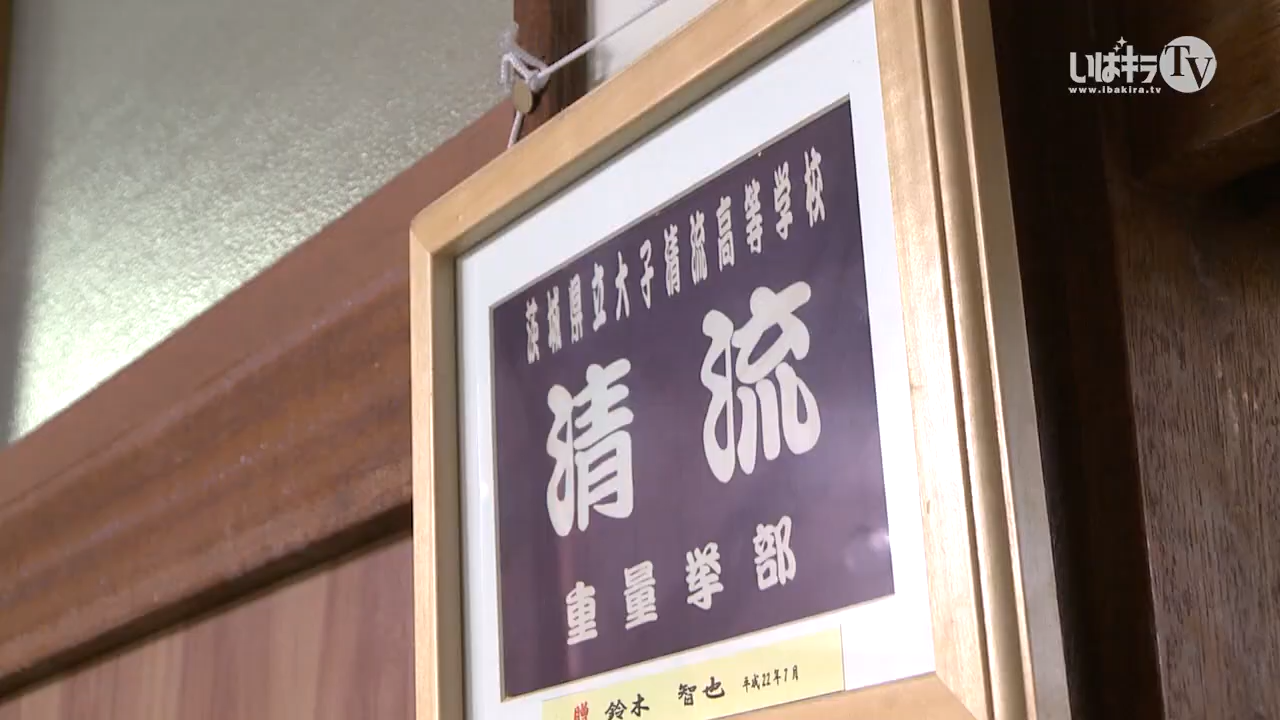 いばキラTV
www.ibakira.tv
茨城県立大子清流高等学校
清流
重量挙部
贈 鈴木 智也 平成22年7月